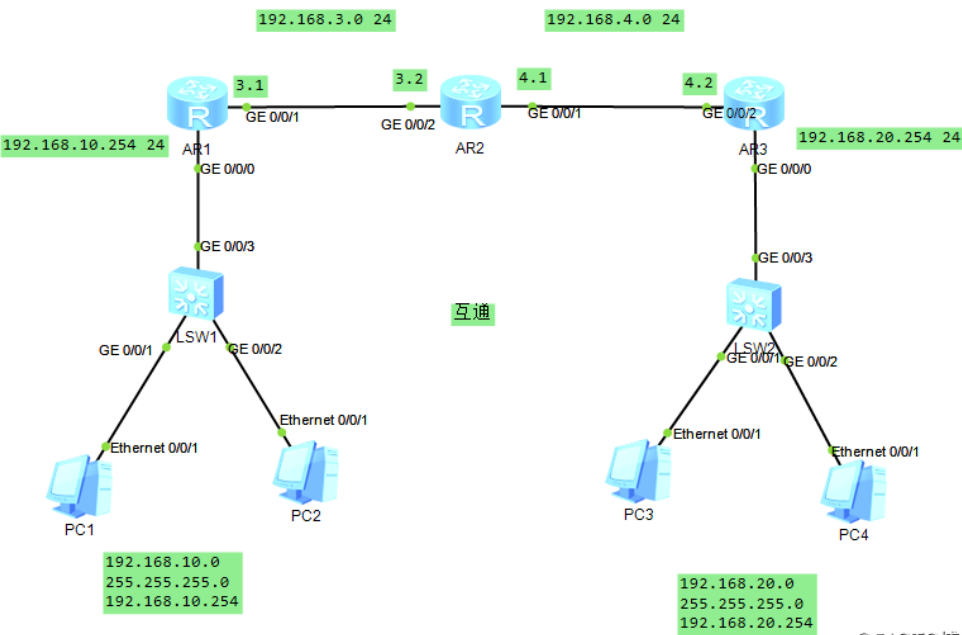 192.168.3.0 24
192.168.4.0 24
3.1
3.2
4.1
4.2
GE 0/0/1
GE 0/0/2
GE 0/0/1
GE 0/0/2
R
R
R
192.168.10.254 24
AR1
AR2
AR3
192.168.20.254 24
GE 0/0/0
GE 0/0/0
GE 0/0/3
GE 0/0/3
互通
LSW1
LSW2
GE 0/0/1
GE 0/0/2
GE 0/0/1
GE 0/0/2
Ethernet 0/0/1
Ethernet 0/0/1
Ethernet 0/0/1
Ethernet 0/0/1
PC1
PC2
PC3
PC4
192.168.10.0
255.255.255.0
192.168.10.254
192.168.20.0
255.255.255.0
192.168.20.254